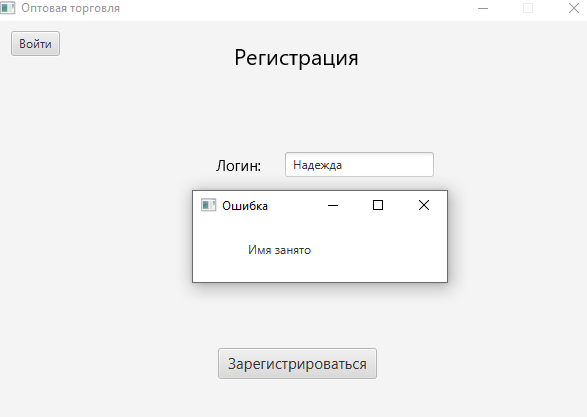 Оптовая торговля
Войти
Регистрация
Логин: Надежда
Ошибка
Имя занято
Зарегистрироваться